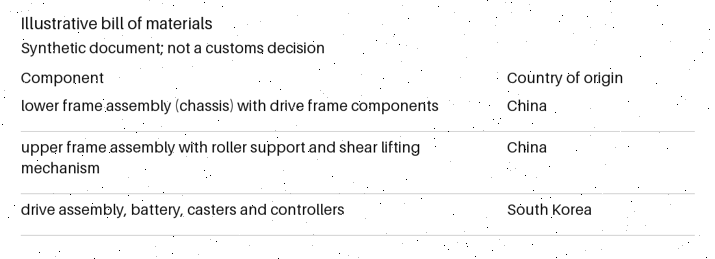 Illustrative bill of materials
Synthetic document; not a customs decision
Component Country of origin
lower frame assembly (chassis) with drive frame components China
upper frame assembly with roller support and shear lifting China
mechanism
drive assembly, battery, casters and controllers South Korea